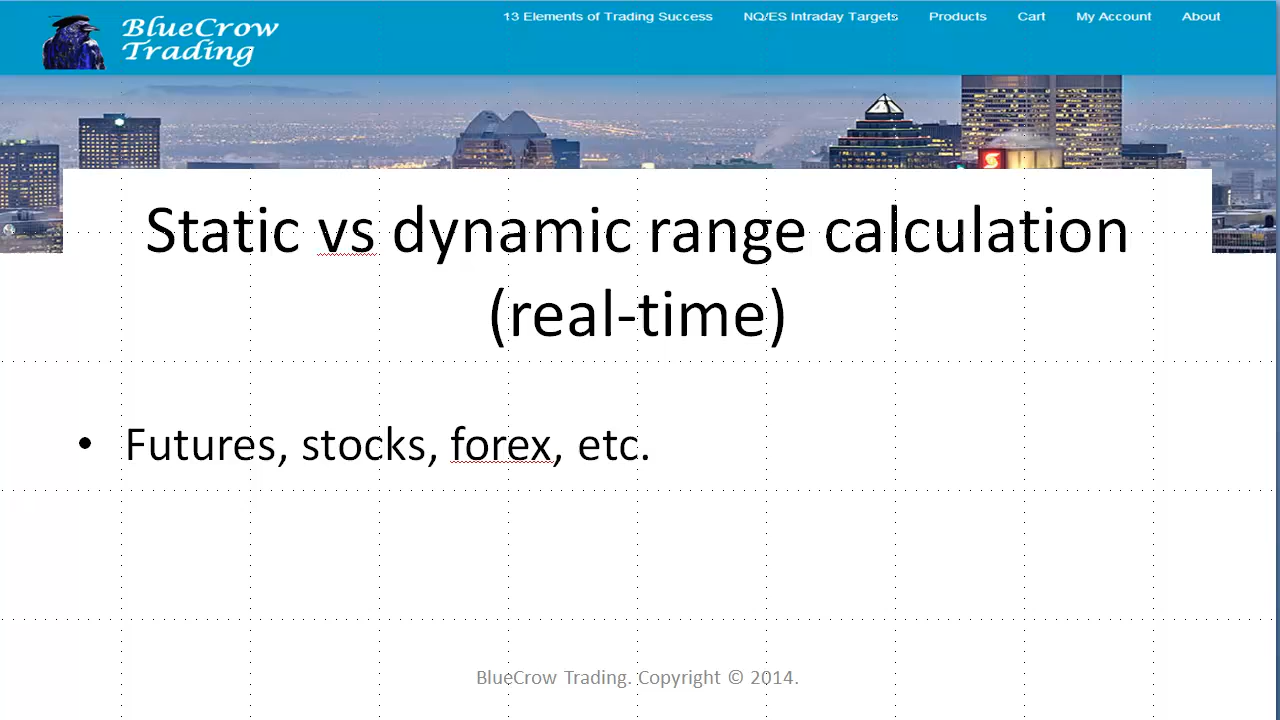 BlueCrow
Trading
13 Elements of Trading Success NQ/ES Intraday Targets Products Cart My Account About
Static vs dynamic range calculation
(real-time)
• Futures, stocks, forex, etc.
BlueCrow Trading. Copyright © 2014.